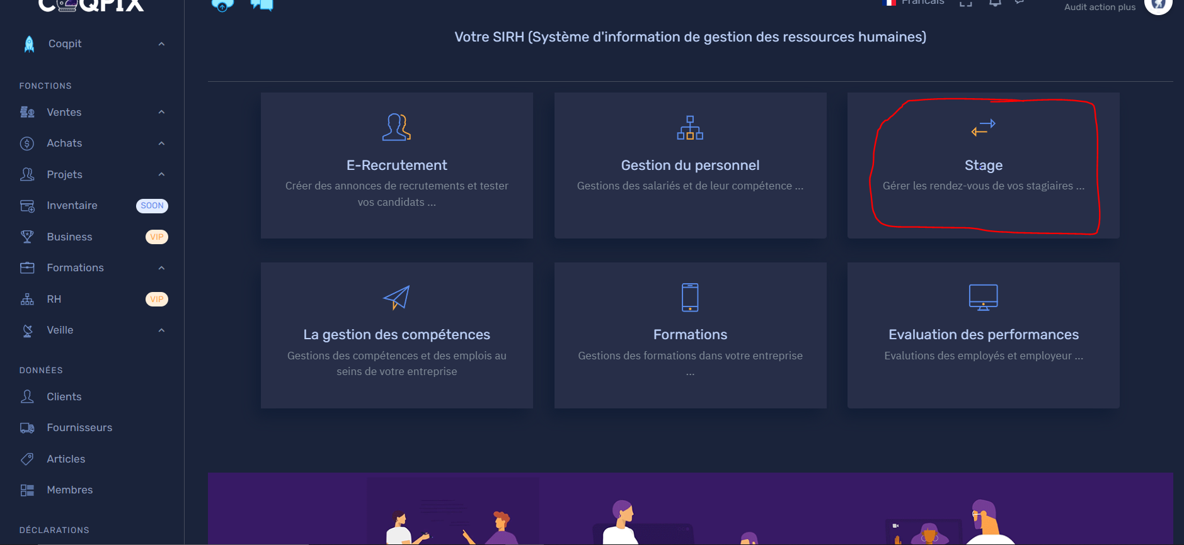 COQPIX
Français
Audit action plus
Coqpit
FONCTIONS
Ventes
Achats
Projets
Inventaire SOON
Business VIP
Formations
RH VIP
Veille
DONNÉES
Clients
Fournisseurs
Articles
Membres
DÉCLARATIONS
Votre SIRH (Système d'information de gestion des ressources humaines)
E-Recrutement
Créer des annonces de recrutements et tester
vos candidats ...
Gestion du personnel
Gestions des salariés et de leur compétence ...
Stage
Gérer les rendez-vous de vos stagiaires ...
La gestion des compétences
Gestions des compétences et des emplois au
seins de votre entreprise
Formations
Gestions des formations dans votre entreprise
...
Evaluation des performances
Evalutions des employés et employeur ...